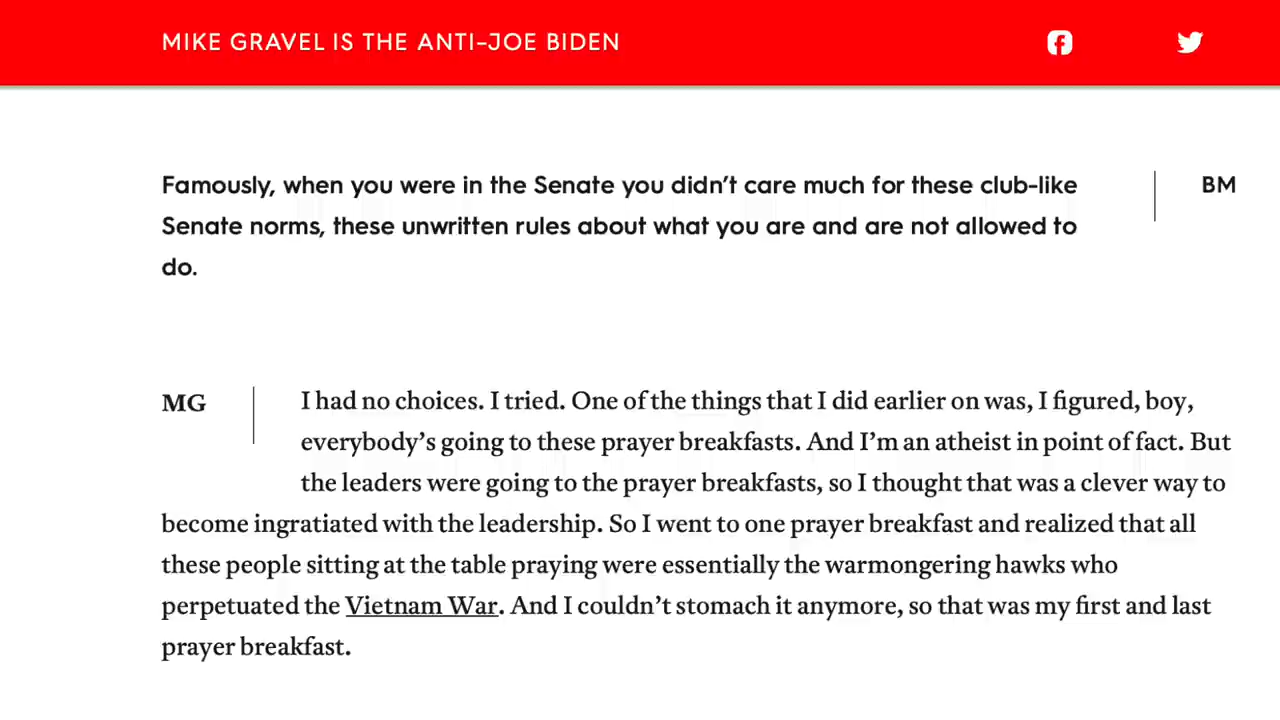 MIKE GRAVEL IS THE ANTI-JOE BIDEN
Famously, when you were in the Senate you didn’t care much for these club-like
Senate norms, these unwritten rules about what you are and are not allowed to
do.
BM
MG
I had no choices. I tried. One of the things that I did earlier on was, I figured, boy,
everybody’s going to these prayer breakfasts. And I’m an atheist in point of fact. But
the leaders were going to the prayer breakfasts, so I thought that was a clever way to
become ingratiated with the leadership. So I went to one prayer breakfast and realized that all
these people sitting at the table praying were essentially the warmongering hawks who
perpetuated the Vietnam War. And I couldn’t stomach it anymore, so that was my first and last
prayer breakfast.